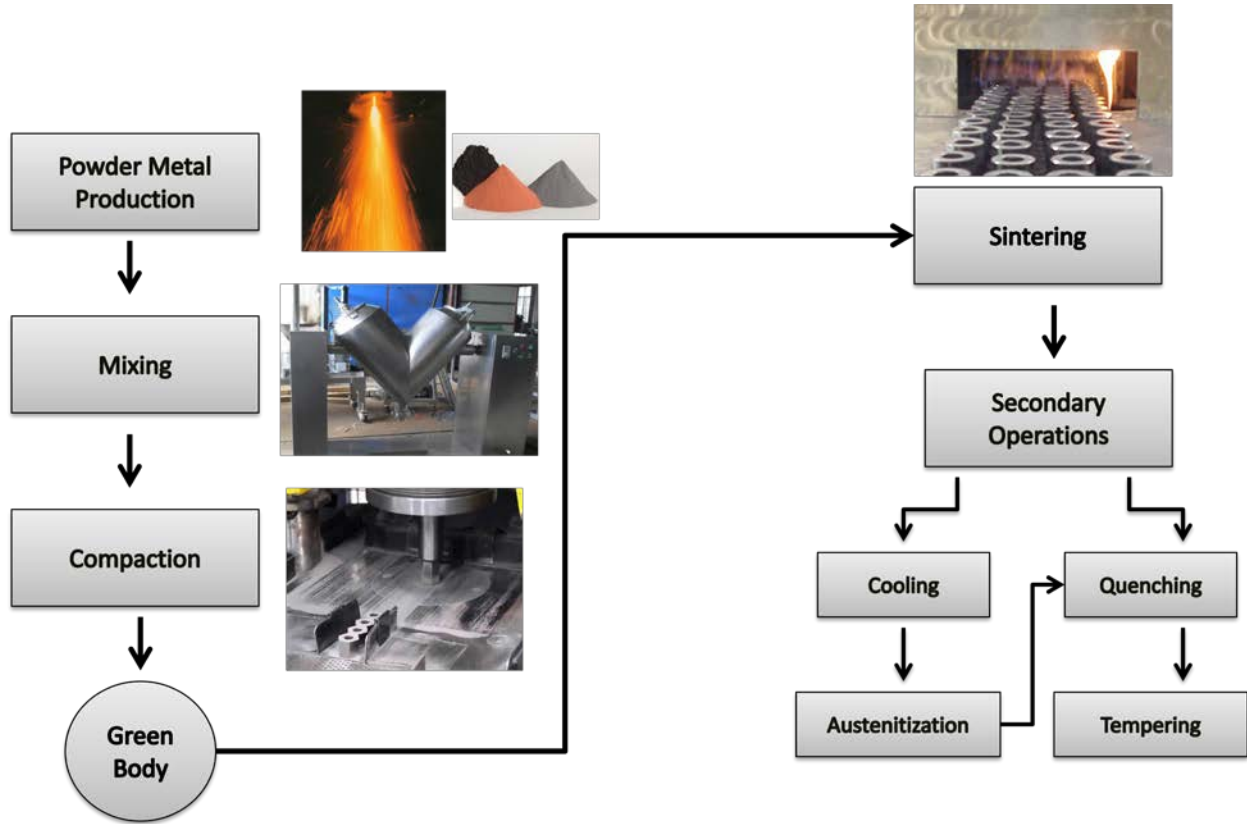 Powder Metal
Production
Mixing
Compaction
Green
Body
Sintering
Secondary
Operations
Cooling
Quenching
Austenitization
Tempering